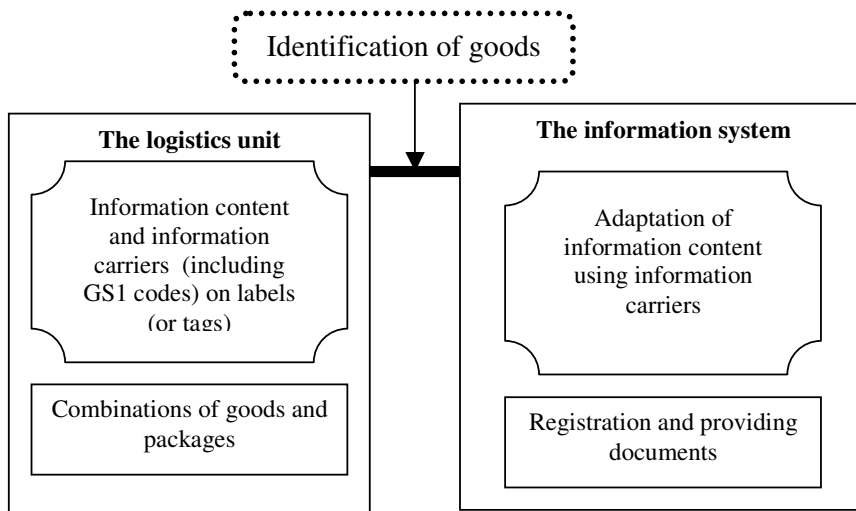 Identification of goods
The logistics unit
Information content
and information
carriers (including
GS1 codes) on labels
(or tags)
Combinations of goods and
packages
The information system
Adaptation of
information content
using information
carriers
Registration and providing
documents